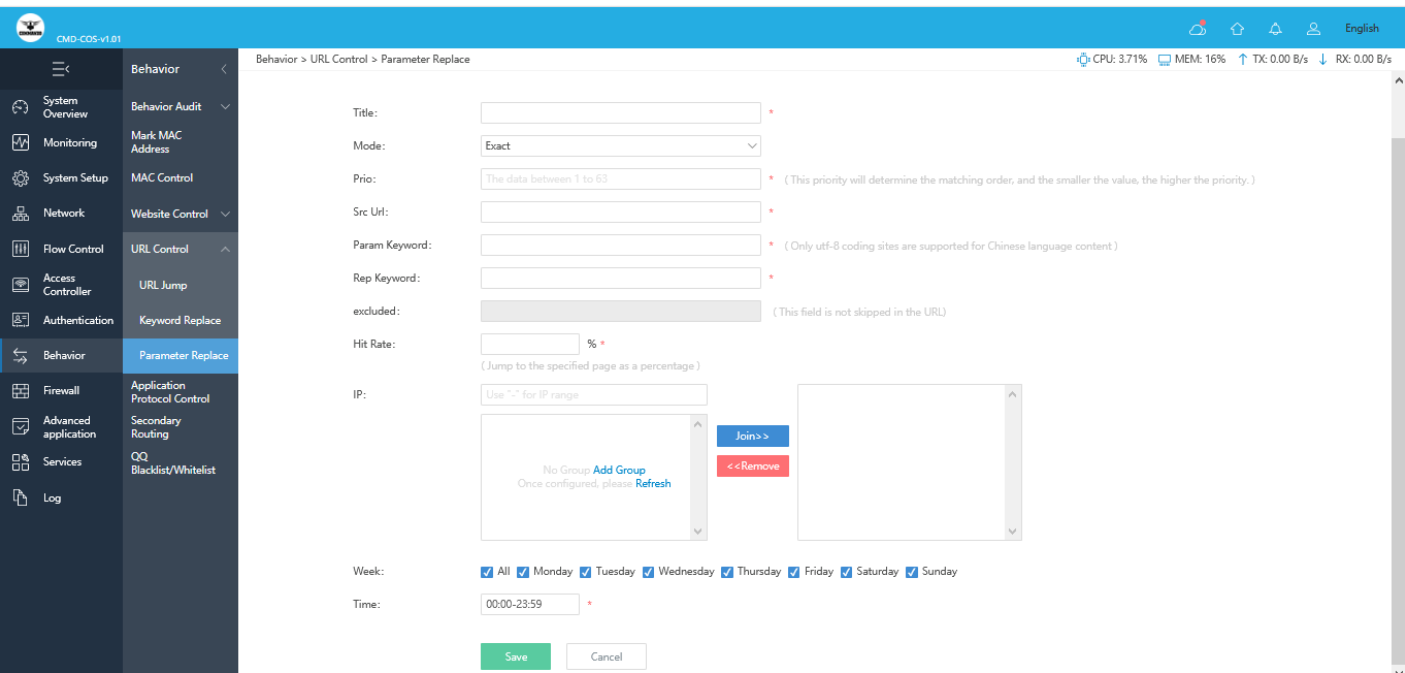 COMMANDO
CMD-COS-v1.01
English
Behavior
Behavior > URL Control > Parameter Replace
CPU: 3.71%
MEM: 16%
TX: 0.00 B/s
RX: 0.00 B/s
System
Overview
Monitoring
System Setup
Network
Flow Control
Access
Controller
Authentication
Behavior
Firewall
Advanced
application
Services
Log
Behavior Audit
Mark MAC
Address
MAC Control
Website Control
URL Control
URL Jump
Keyword Replace
Parameter Replace
Application
Protocol Control
Secondary
Routing
QQ
Blacklist/Whitelist
Title:
*
Mode:
Exact
Prio:
The data between 1 to 63
* ( This priority will determine the matching order, and the smaller the value, the higher the priority. )
Src Url:
*
Param Keyword:
* ( Only utf-8 coding sites are supported for Chinese language content )
Rep Keyword:
*
excluded:
( This field is not skipped in the URL)
Hit Rate:
% *
( Jump to the specified page as a percentage )
IP:
Use "-" for IP range
No Group Add Group
Once configured, please Refresh
Join>>
<<Remove
Week:
All Monday Tuesday Wednesday Thursday Friday Saturday Sunday
Time:
00:00-23:59 *
Save
Cancel